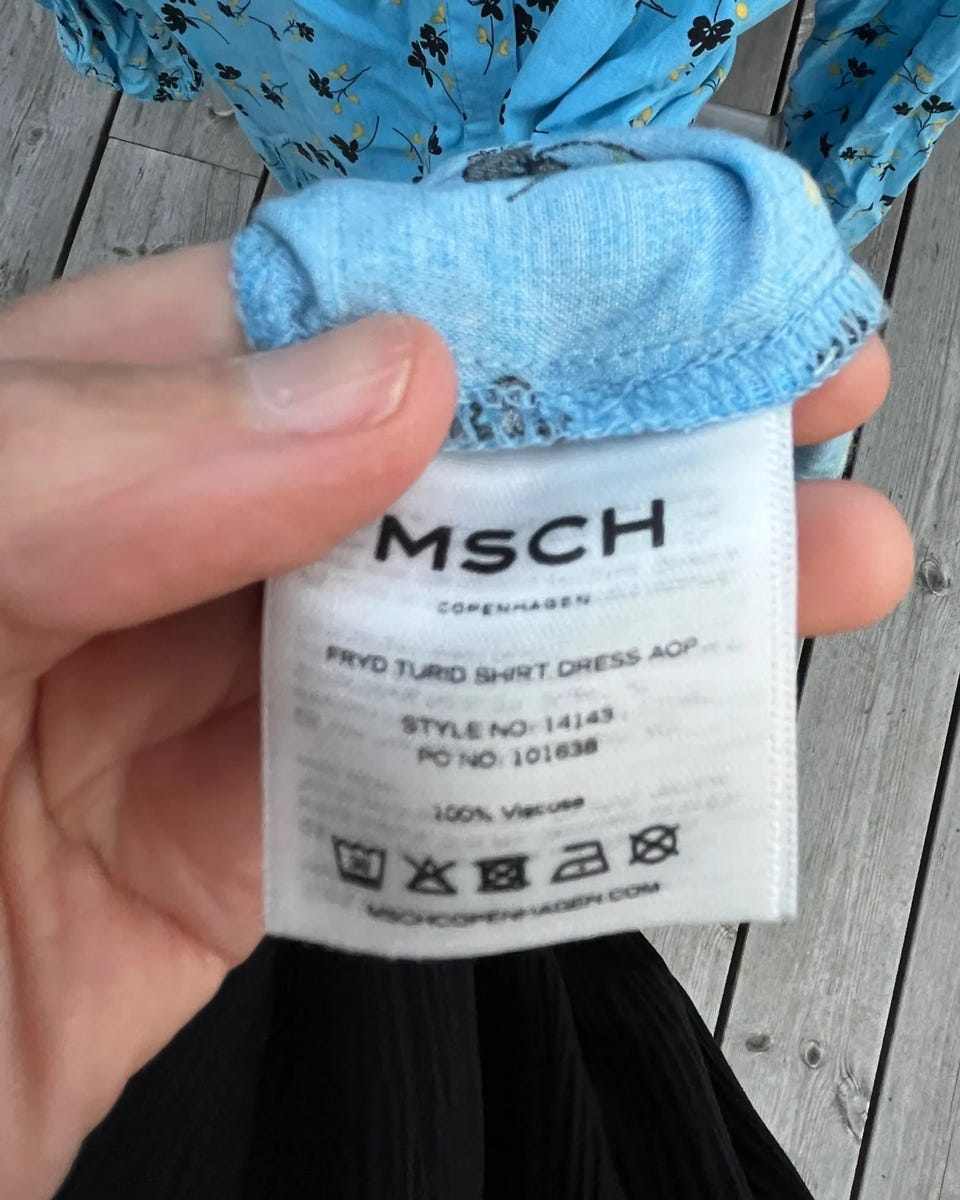 MSCH
COPENHAGEN
FRYD TURID SHIRT DRESS AOP
STYLE NO: 14143
PO NO: 101638
100% Viscose
MSCHCOPENHAGEN.COM